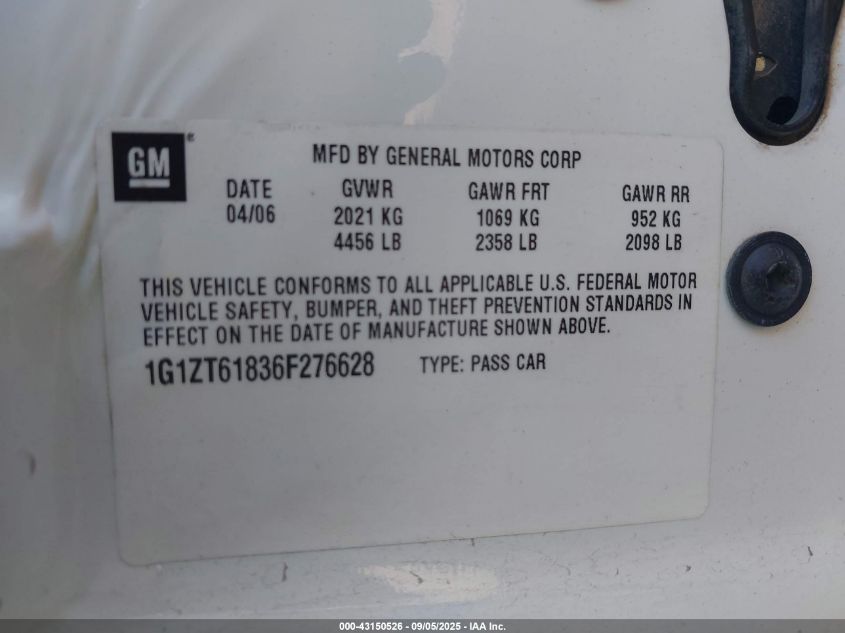 GM ®
MFD BY GENERAL MOTORS CORP
DATE GVWR GAWR FRT GAWR RR
04/06 2021 KG 1069 KG 952 KG
4456 LB 2358 LB 2098 LB
THIS VEHICLE CONFORMS TO ALL APPLICABLE U.S. FEDERAL MOTOR
VEHICLE SAFETY, BUMPER, AND THEFT PREVENTION STANDARDS IN
EFFECT ON THE DATE OF MANUFACTURE SHOWN ABOVE.
1G1ZT61836F276628 TYPE: PASS CAR
000-43150526 - 09/05/2025 - IAA Inc.